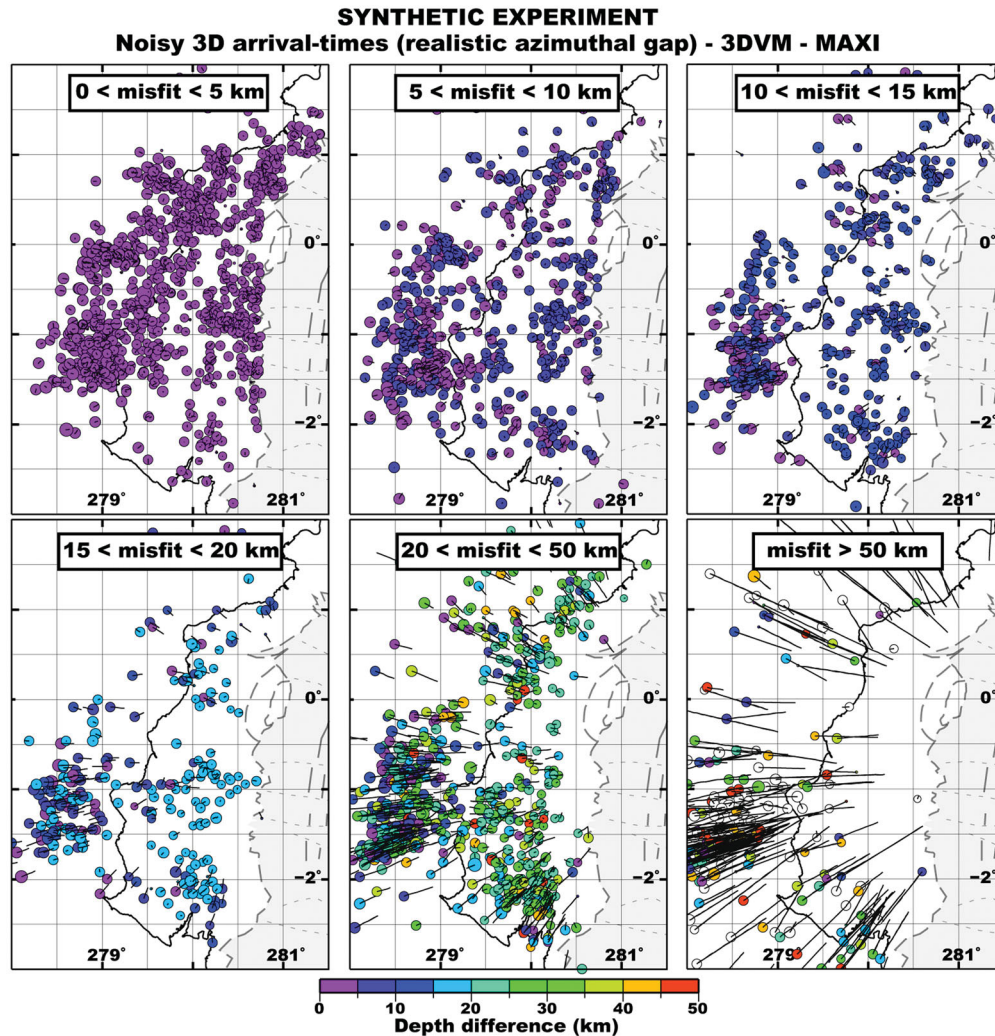 SYNTHETIC EXPERIMENT
Noisy 3D arrival-times (realistic azimuthal gap) - 3DVM - MAXI
0 < misfit < 5 km
5 < misfit < 10 km
10 < misfit < 15 km
0°
0°
0°
−2°
−2°
−2°
279° 281°
279° 281°
279° 281°
15 < misfit < 20 km
20 < misfit < 50 km
misfit > 50 km
0°
0°
0°
−2°
−2°
−2°
279° 281°
279° 281°
279° 281°
0 10 20 30 40 50
Depth difference (km)